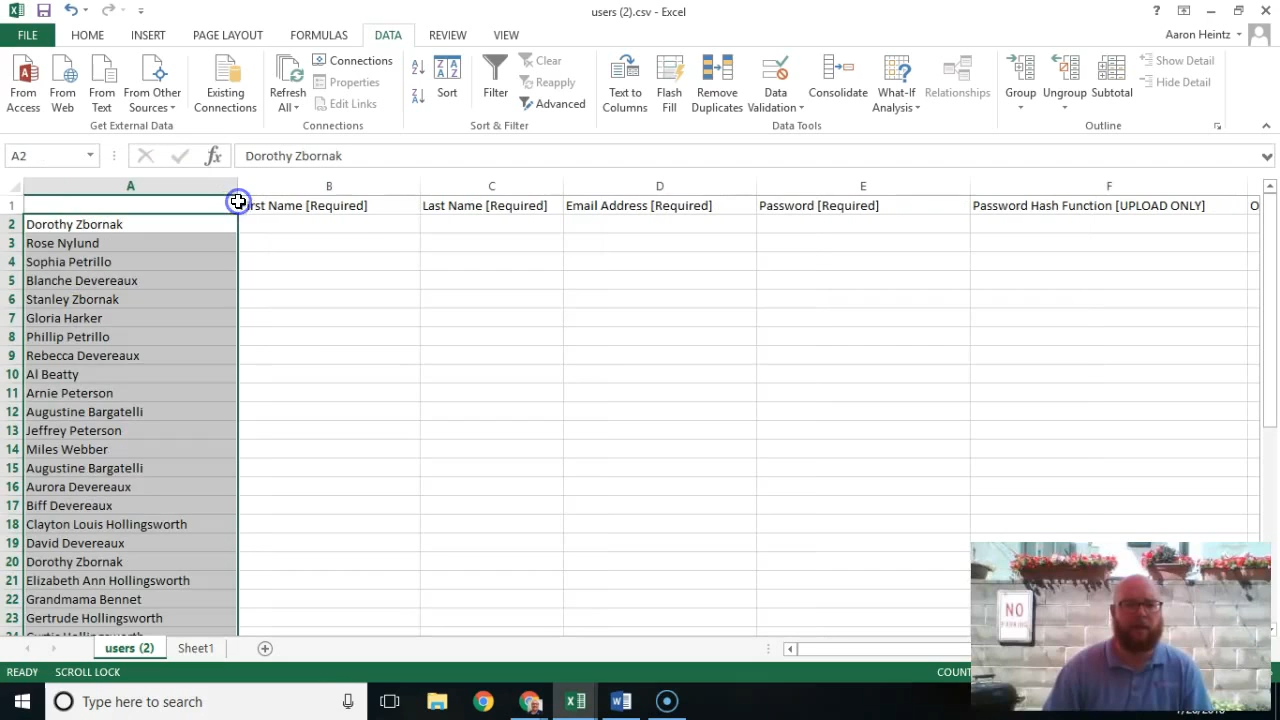 users (2).csv - Excel
FILE HOME INSERT PAGE LAYOUT FORMULAS DATA REVIEW VIEW Aaron Heintz
From Access
From Web
From Text
From Other Sources
Existing Connections
Refresh All
Connections
Properties
Edit Links
Sort
Filter
Clear
Reapply
Advanced
Text to Columns
Flash Fill
Remove Duplicates
Data Validation
Consolidate
What-If Analysis
Relationships
Group
Ungroup
Subtotal
Show Detail
Hide Detail
Get External Data Connections Sort & Filter Data Tools Outline
A2 fx Dorothy Zbornak
A B C D E F
1 rst Name [Required] Last Name [Required] Email Address [Required] Password [Required] Password Hash Function [UPLOAD ONLY] O
2 Dorothy Zbornak
3 Rose Nylund
4 Sophia Petrillo
5 Blanche Devereaux
6 Stanley Zbornak
7 Gloria Harker
8 Phillip Petrillo
9 Rebecca Devereaux
10 Al Beatty
11 Arnie Peterson
12 Augustine Bargatelli
13 Jeffrey Peterson
14 Miles Webber
15 Augustine Bargatelli
16 Aurora Devereaux
17 Biff Devereaux
18 Clayton Louis Hollingsworth
19 David Devereaux
20 Dorothy Zbornak
21 Elizabeth Ann Hollingsworth
22 Grandmama Bennet
23 Gertrude Hollingsworth
NO
users (2) Sheet1
READY SCROLL LOCK COUNT
Type here to search